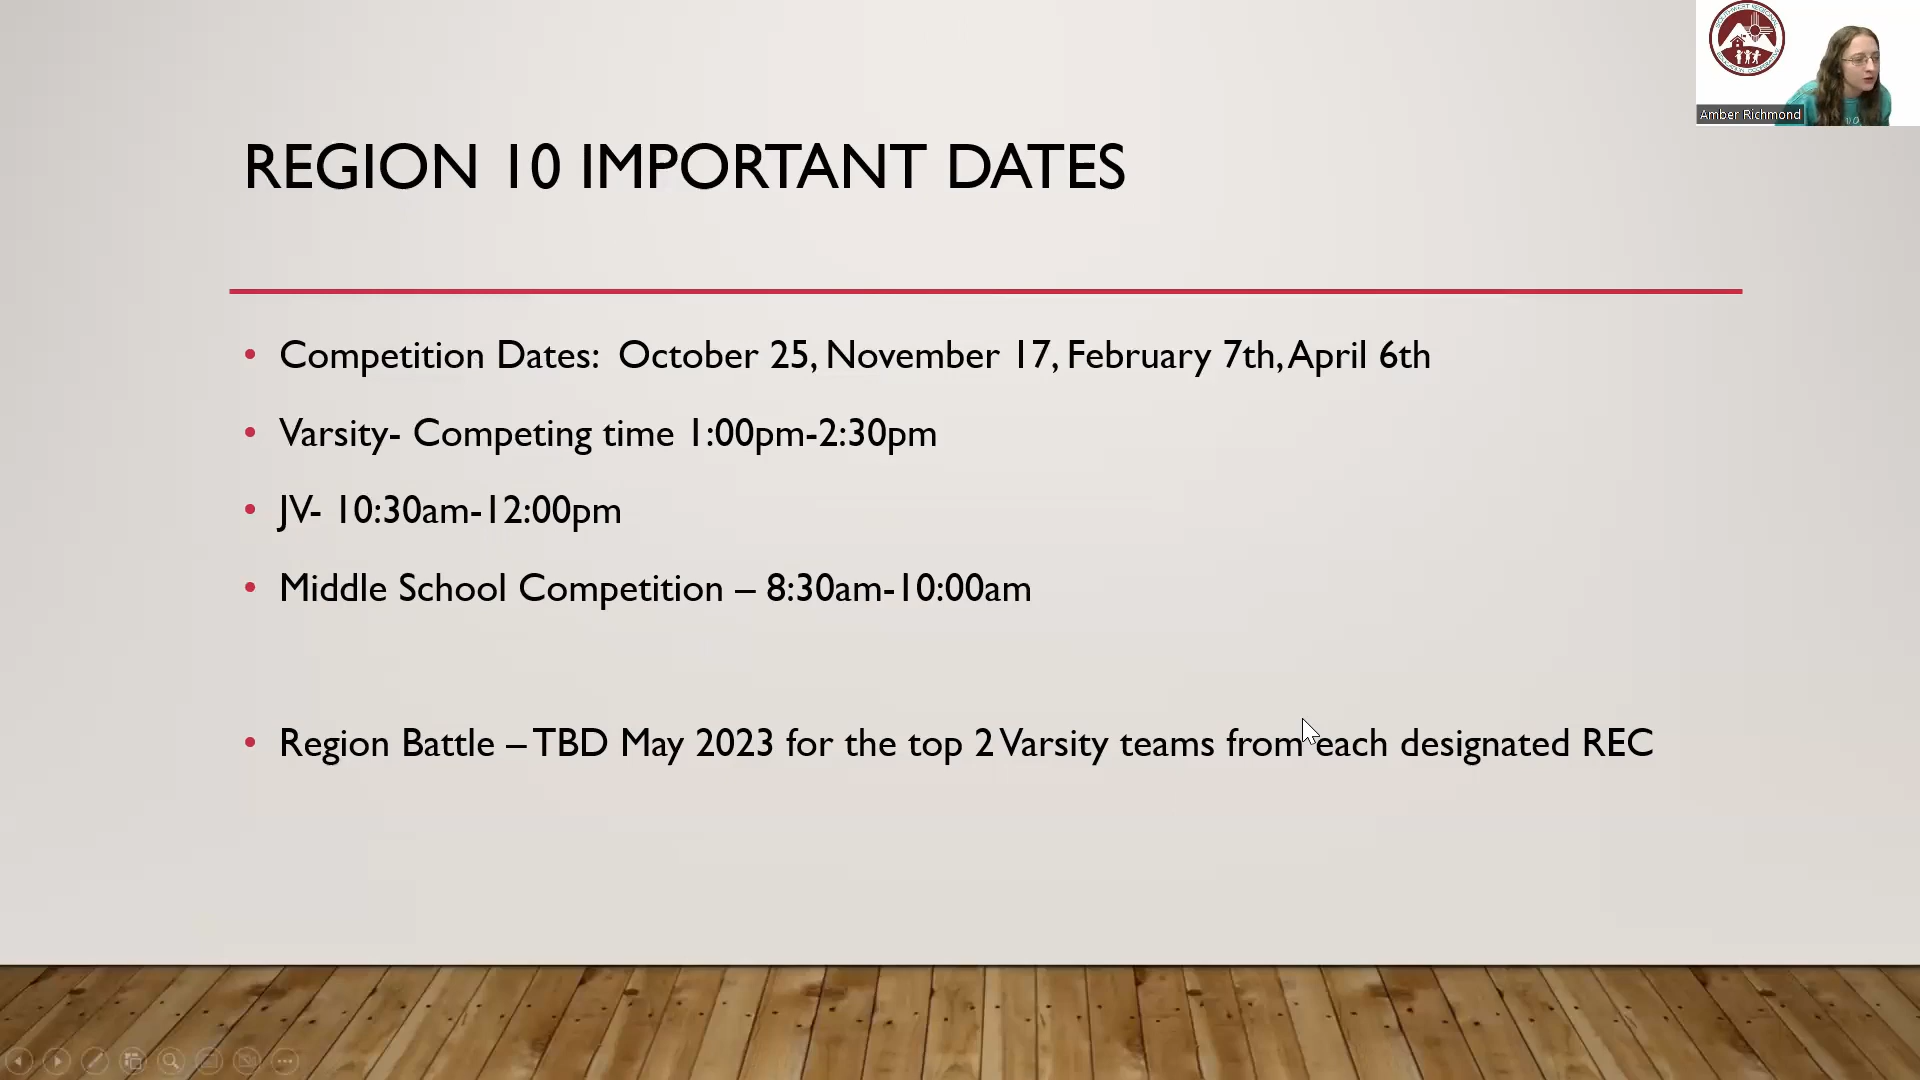 Amber Richmond
REGION 10 IMPORTANT DATES
• Competition Dates:  October 25, November 17, February 7th, April 6th
• Varsity- Competing time 1:00pm-2:30pm
• JV- 10:30am-12:00pm
• Middle School Competition – 8:30am-10:00am
• Region Battle – TBD May 2023 for the top 2 Varsity teams from each designated REC